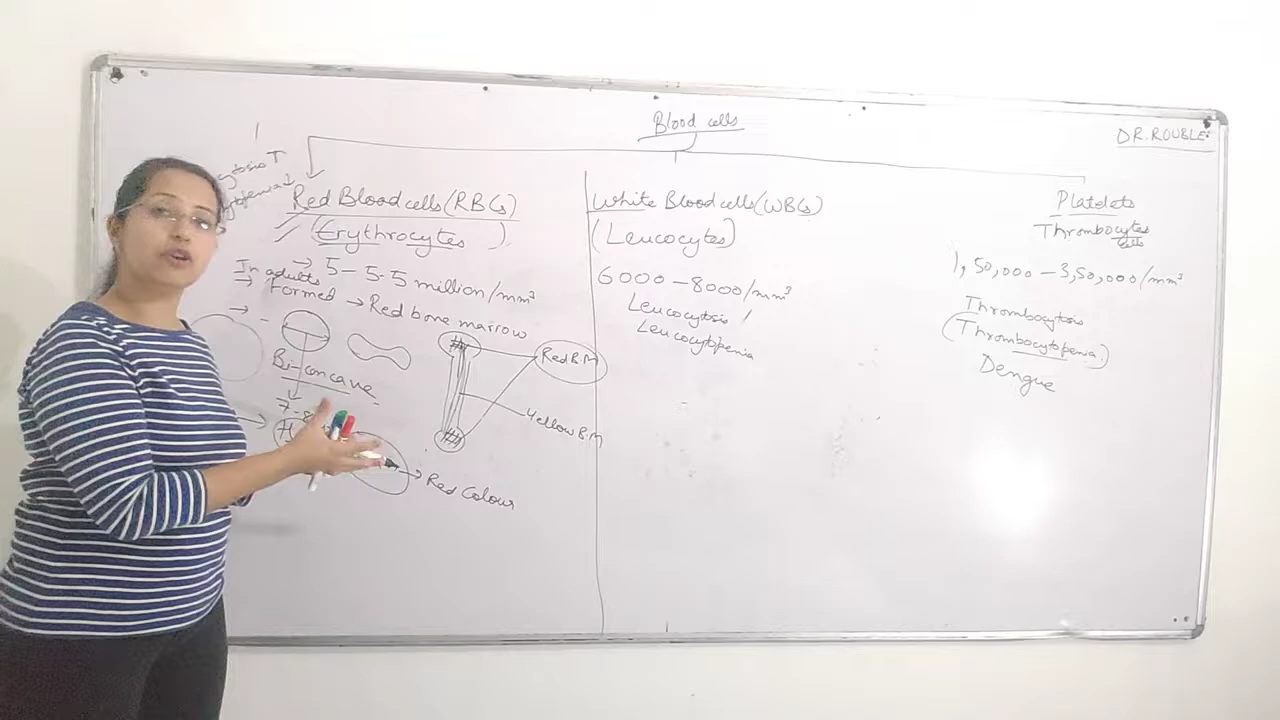 Blood cells
DR. ROUBLE
Red Blood cells (RBCs)
(Erythrocytes)
→ 5 – 5.5 million/mm³
In adults
→ Formed → Red bone marrow
Bi-concave
Red B.M
Yellow B.M
→ Red Colour
White Blood cells (WBCs)
(Leucocytes)
6000 – 8000/mm³
Leucocytosis
Leucocytopenia
Platelets
Thrombocytes
cells
1,50,000 – 3,50,000/mm³
Thrombocytosis
(Thrombocytopenia)
Dengue